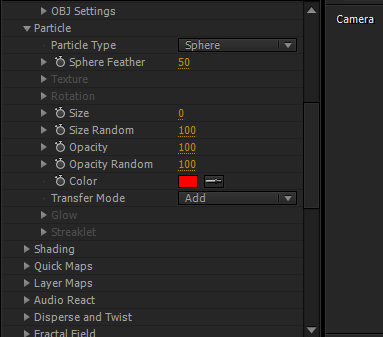 OBJ Settings
Particle
Particle Type Sphere
Sphere Feather 50
Texture
Rotation
Size 0
Size Random 100
Opacity 100
Opacity Random 100
Color
Transfer Mode Add
Glow
Streaklet
Shading
Quick Maps
Layer Maps
Audio React
Disperse and Twist
Fractal Field
Camera